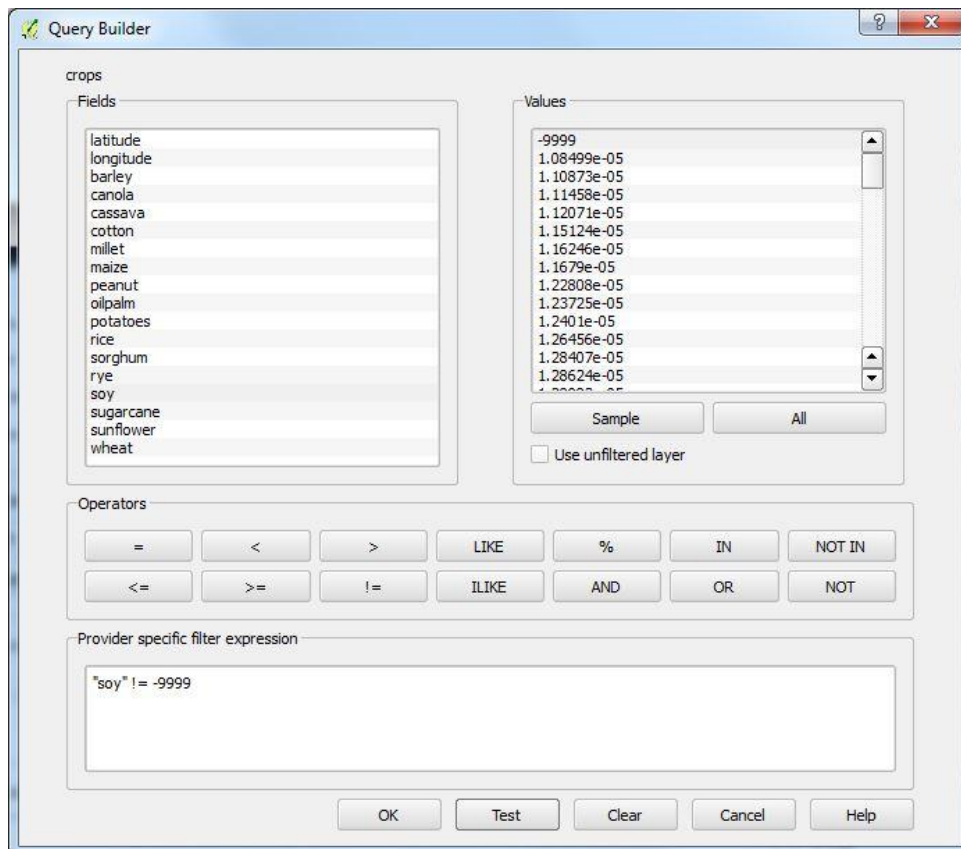 Query Builder
crops
Fields
latitude
longitude
barley
canola
cassava
cotton
millet
maize
peanut
oilpalm
potatoes
rice
sorghum
rye
soy
sugarcane
sunflower
wheat
Values
-9999
1.08499e-05
1.10873e-05
1.11458e-05
1.12071e-05
1.15124e-05
1.16246e-05
1.1679e-05
1.22808e-05
1.23725e-05
1.2401e-05
1.26456e-05
1.28407e-05
1.28624e-05
Sample All
Use unfiltered layer
Operators
= < > LIKE % IN NOT IN
<= >= != ILIKE AND OR NOT
Provider specific filter expression
"soy" != -9999
OK Test Clear Cancel Help